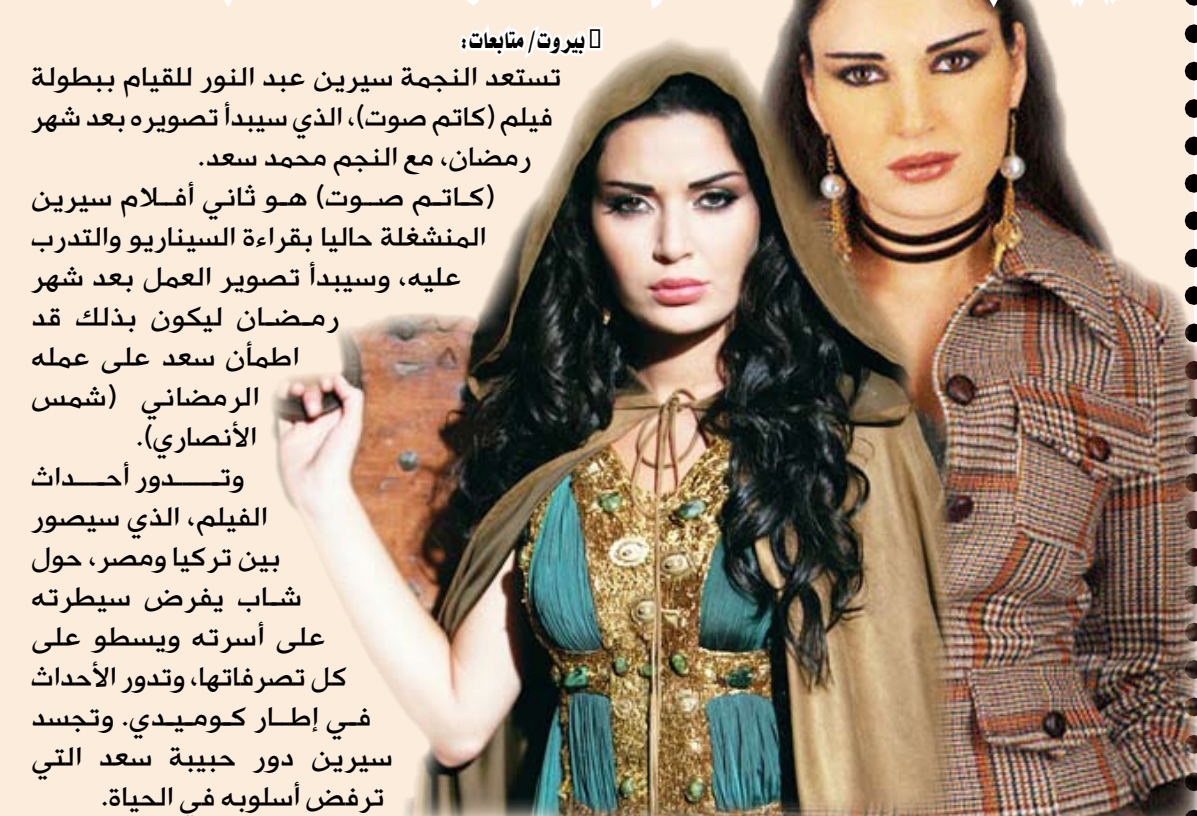 بيروت/ متابعات:
تستعد النجمة سيرين عبد النور للقيام ببطولة
فيلم (كاتم صوت)، الذي سيبدأ تصويره بعد شهر
رمضان، مع النجم محمد سعد.
(كاتم صوت) هو ثاني أفلام سيرين
المنشغلة حاليا بقراءة السيناريو والتدرب
عليه، وسيبدأ تصوير العمل بعد شهر
رمضان ليكون بذلك قد
اطمأن سعد على عمله
الرمضاني (شمس
الأنصاري).
وتدور أحداث
الفيلم، الذي سيصور
بين تركيا ومصر، حول
شاب يفرض سيطرته
على أسرته ويسطو على
كل تصرفاتها، وتدور الأحداث
في إطار كوميدي. وتجسد
سيرين دور حبيبة سعد التي
ترفض أسلوبه في الحياة.